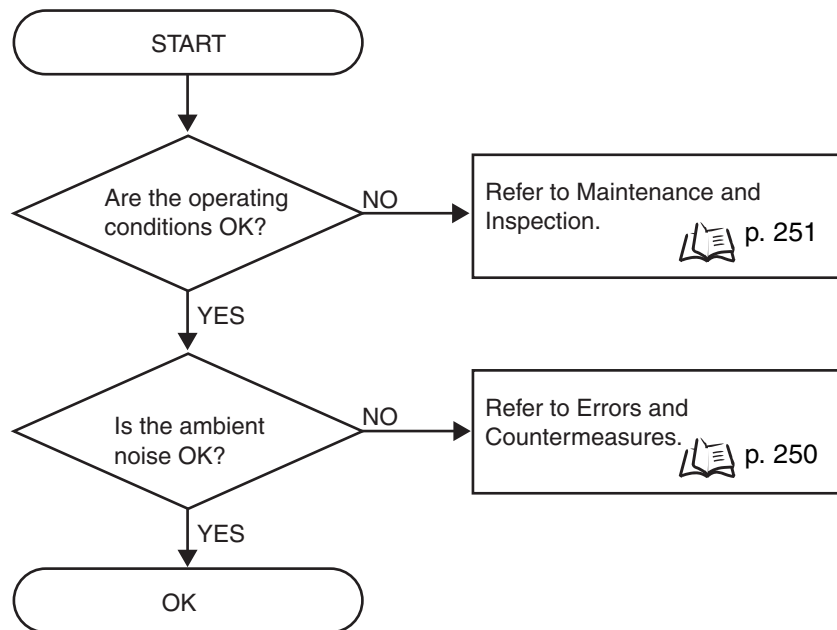 START
Are the operating
conditions OK?
NO
Refer to Maintenance and
Inspection.
p. 251
YES
Is the ambient
noise OK?
NO
Refer to Errors and
Countermeasures.
p. 250
YES
OK